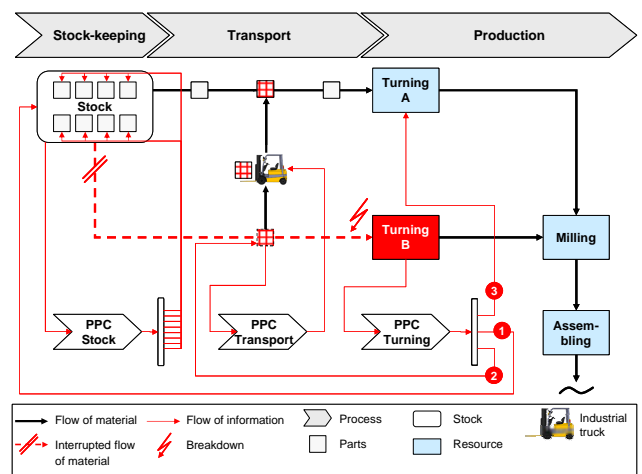 Stock-keeping
Transport
Production
Stock
Turning
A
Turning
B
Milling
3
PPC
Stock
PPC
Transport
PPC
Turning
1
2
Assem-
bling
Flow of material
Flow of information
Process
Stock
Industrial
truck
Interrupted flow
of material
Breakdown
Parts
Resource